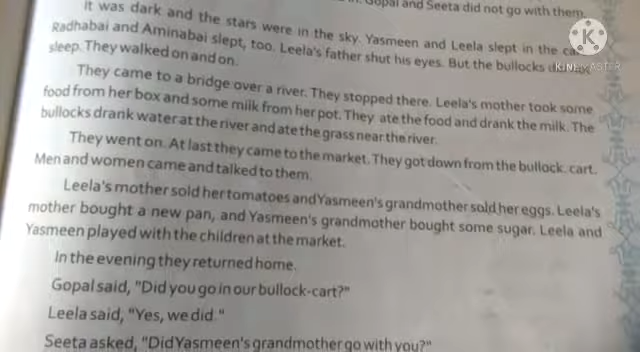 Gopal and Seeta did not go with them.
It was dark and the stars were in the sky. Yasmeen and Leela slept in the
Radhabai and Aminabai slept, too. Leela's father shut his eyes. But the bullocks
sleep. They walked on and on.
KINEMASTER
They came to a bridge over a river. They stopped there. Leela's mother took some
food from her box and some milk from her pot. They ate the food and drank the milk. The
bullocks drank water at the river and ate the grass near the river.
They went on. At last they came to the market. They got down from the bullock. cart.
Men and women came and talked to them.
Leela's mother sold her tomatoes and Yasmeen's grandmother sold her eggs. Leela's
mother bought a new pan, and Yasmeen's grandmother bought some sugar. Leela and
Yasmeen played with the children at the market.
In the evening they returned home.
Gopal said, "Did you go in our bullock-cart?"
Leela said, "Yes, we did."
Seeta asked, "Did Yasmeen's grandmother go with you?"